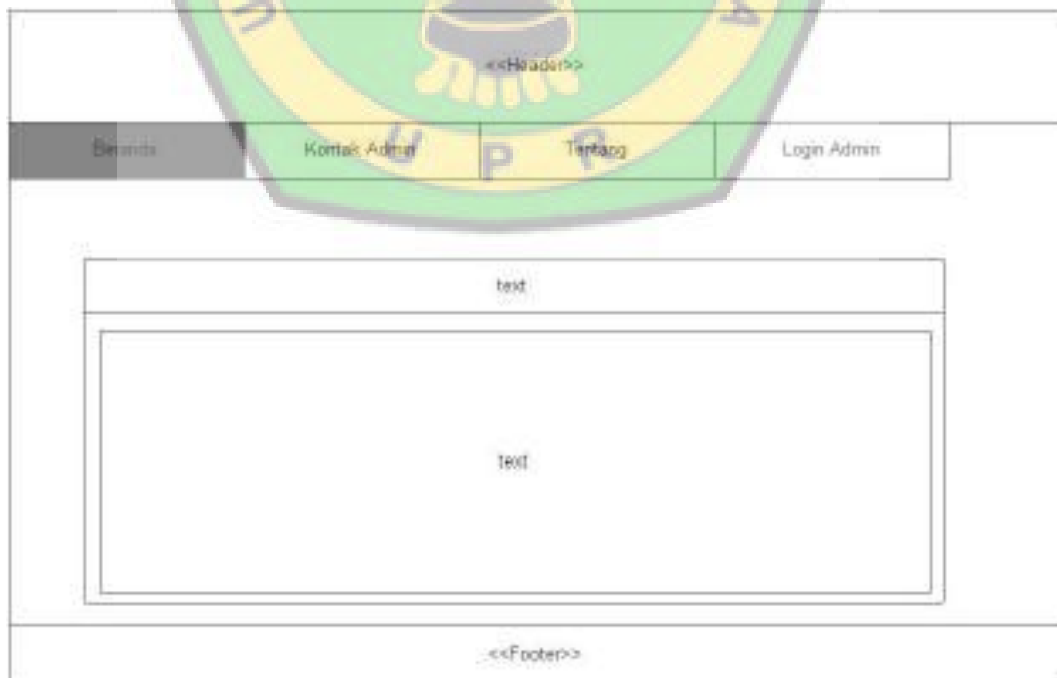 <<Header>>
Beranda Kontak Admin Tentang Login Admin
text
text
<<Footer>>